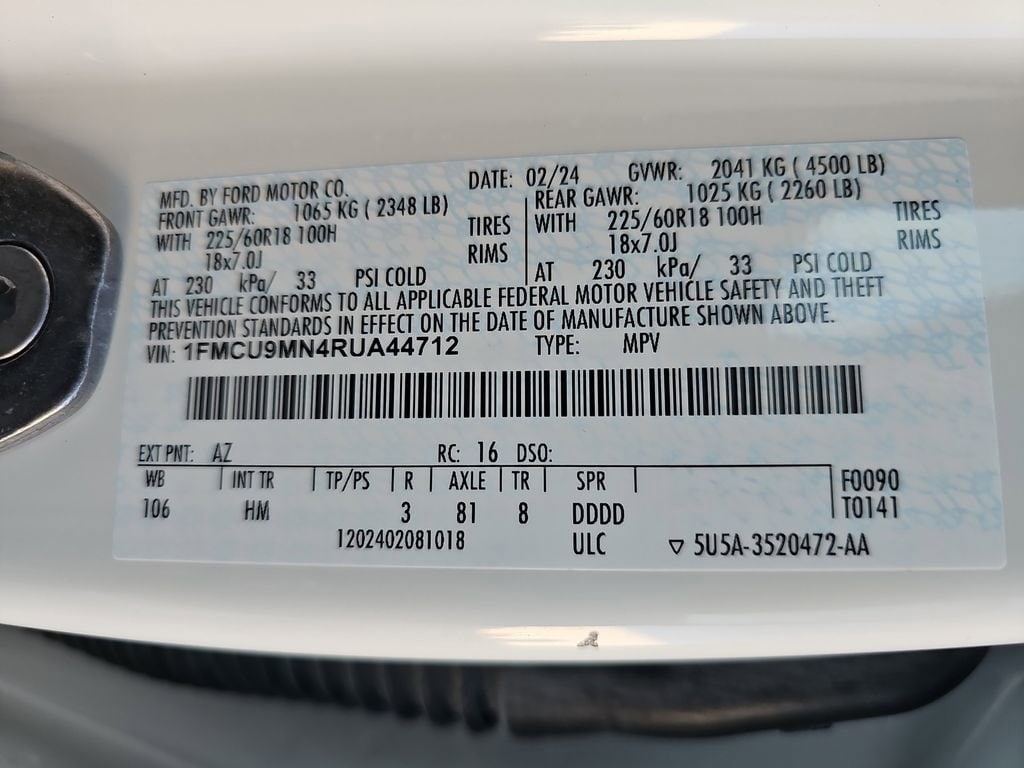 MFD. BY FORD MOTOR CO. DATE: 02/24 GVWR: 2041 KG ( 4500 LB)
FRONT GAWR: 1065 KG ( 2348 LB) REAR GAWR: 1025 KG ( 2260 LB)
WITH 225/60R18 100H TIRES WITH 225/60R18 100H TIRES
18x7.0J RIMS 18x7.0J RIMS
AT 230 kPa/ 33 PSI COLD AT 230 kPa/ 33 PSI COLD
THIS VEHICLE CONFORMS TO ALL APPLICABLE FEDERAL MOTOR VEHICLE SAFETY AND THEFT
PREVENTION STANDARDS IN EFFECT ON THE DATE OF MANUFACTURE SHOWN ABOVE.
VIN: 1FMCU9MN4RUA44712 TYPE: MPV
EXT PNT: AZ RC: 16 DSO:
WB INT TR TP/PS R AXLE TR SPR F0090
106 HM 3 81 8 DDDD T0141
1202402081018 ULC ▽ 5U5A-3520472-AA